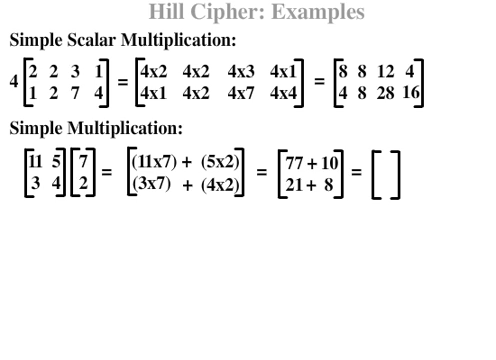 Hill Cipher: Examples
Simple Scalar Multiplication:
4 [2 2 3 1] = [4x2 4x2 4x3 4x1] = [8 8 12 4]
[1 2 7 4] [4x1 4x2 4x7 4x4] [4 8 28 16]
Simple Multiplication:
[11 5] [7] = [(11x7) + (5x2)] = [77 + 10] = [ ]
[3 4] [2] [(3x7) + (4x2)] [21 + 8]